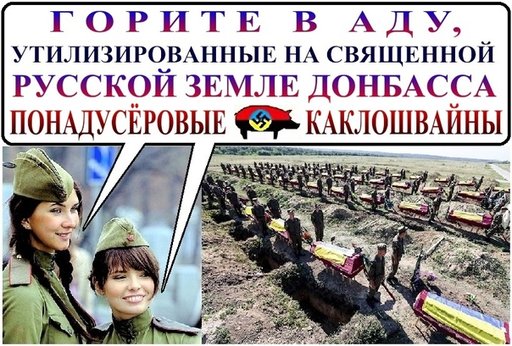 ГОРИТЕ В АДУ,
УТИЛИЗИРОВАННЫЕ НА СВЯЩЕННОЙ
РУССКОЙ ЗЕМЛЕ ДОНБАССА
ПОНАДУСЁРОВЫЕ КАКЛОШВАЙНЫ